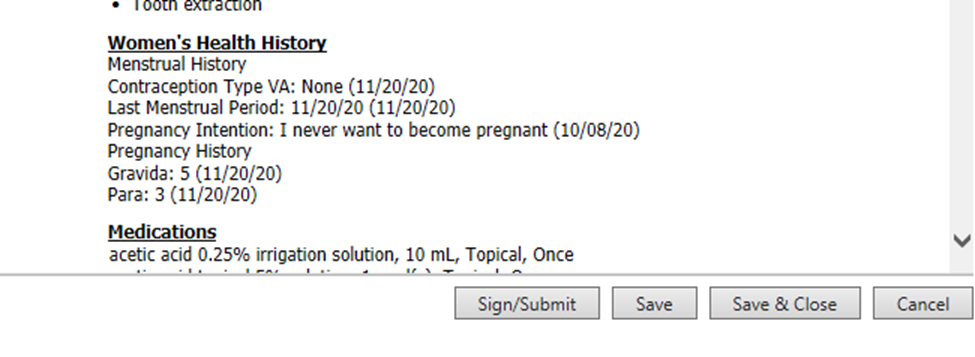 • Tooth extraction
Women's Health History
Menstrual History
Contraception Type VA: None (11/20/20)
Last Menstrual Period: 11/20/20 (11/20/20)
Pregnancy Intention: I never want to become pregnant (10/08/20)
Pregnancy History
Gravida: 5 (11/20/20)
Para: 3 (11/20/20)
Medications
acetic acid 0.25% irrigation solution, 10 mL, Topical, Once
Sign/Submit Save Save & Close Cancel